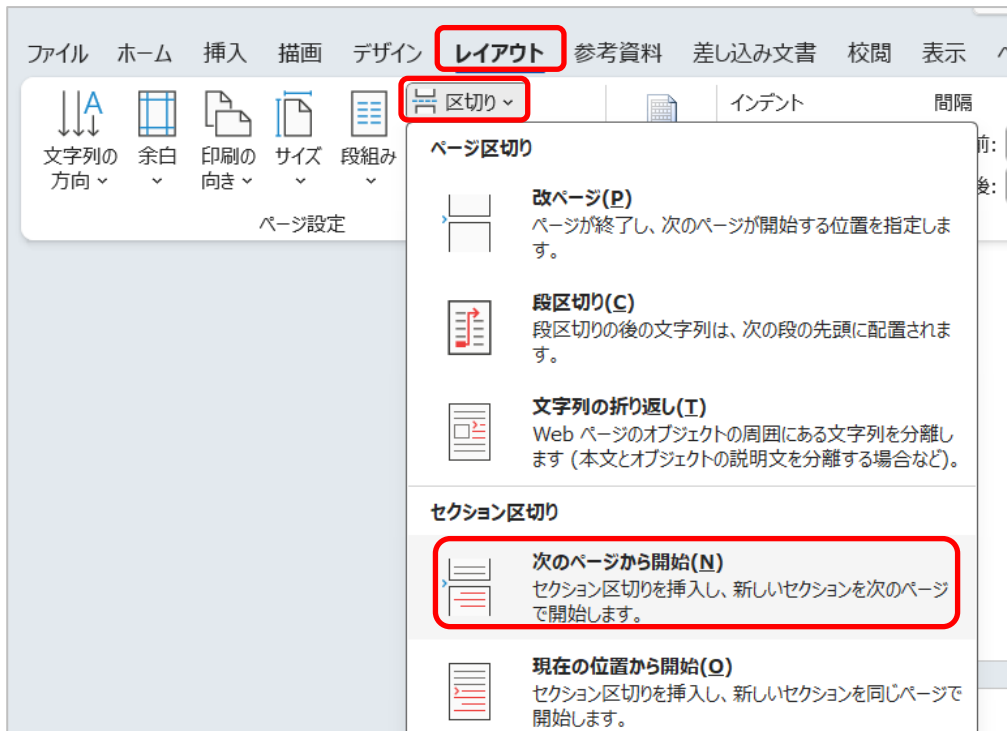 ファイル ホーム 挿入 描画 デザイン レイアウト 参考資料 差し込み文書 校閲 表示
区切り
インデント 間隔
文字列の方向
余白
印刷の向き
サイズ
段組み
前:
後:
ページ設定
ページ区切り
改ページ(P)
ページが終了し、次のページが開始する位置を指定しま
す。
段区切り(C)
段区切りの後の文字列は、次の段の先頭に配置されま
す。
文字列の折り返し(T)
Web ページのオブジェクトの周囲にある文字列を分離し
ます (本文とオブジェクトの説明文を分離する場合など)。
セクション区切り
次のページから開始(N)
セクション区切りを挿入し、新しいセクションを次のページ
で開始します。
現在の位置から開始(O)
セクション区切りを挿入し、新しいセクションを同じページで
開始します。